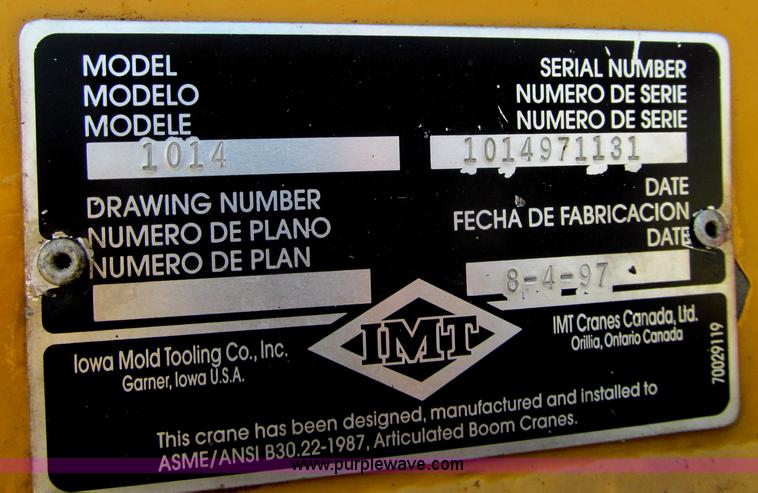 MODEL
MODELO
MODELE
1014
SERIAL NUMBER
NUMERO DE SERIE
NUMERO DE SERIE
1014971131
DRAWING NUMBER
NUMERO DE PLANO
NUMERO DE PLAN
DATE
FECHA DE FABRICACION
DATE
8-4-97
Iowa Mold Tooling Co., Inc.
Garner, Iowa U.S.A.
IMT
IMT Cranes Canada, Ltd.
Orillia, Ontario Canada
70029119
This crane has been designed, manufactured and installed to
ASME/ANSI B30.22-1987, Articulated Boom Cranes.
www.purplewave.com